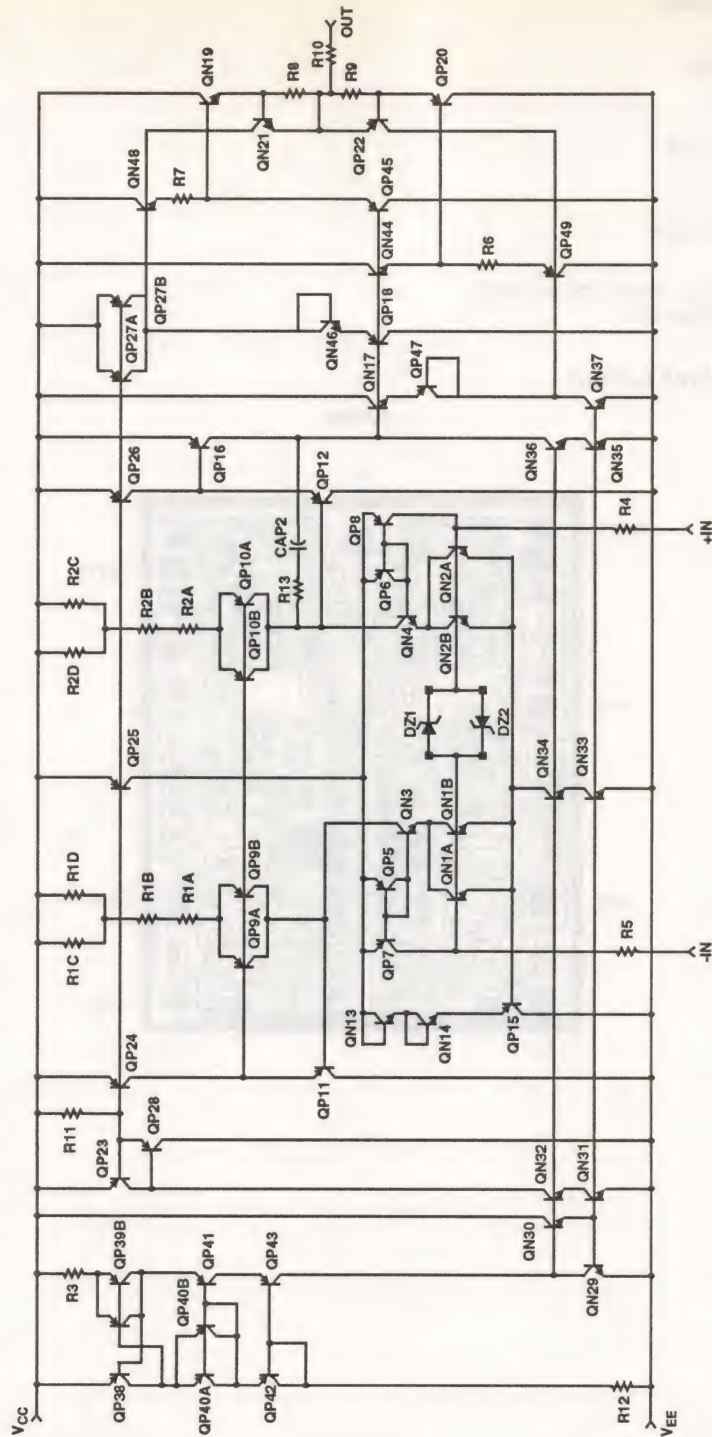 VCC
R3
QP38
QP39B
QP40B
QP40A
QP41
QP42
QP43
R12
VEE
QN29
QN30
QN31
QN32
QP23
QP28
R11
QP24
QP11
R1C
R1D
R1B
R1A
QP9A
QP9B
QN13
QN14
QP15
QP7
QP5
QN3
QN1A
QN1B
R5
-IN
QP25
DZ1
DZ2
QN34
QN33
R2D
R2C
R2B
R2A
QP10B
QP10A
R13
CAP2
QP12
QP6
QP8
QN4
QN2B
QN2A
R4
+IN
QP26
QP16
QN36
QN35
QP27A
QP27B
QN46
QN17
QP18
QP47
QN37
QN44
QP45
QN48
R7
R6
QP49
QN19
QN21
QP22
QP20
R8
R9
R10
OUT